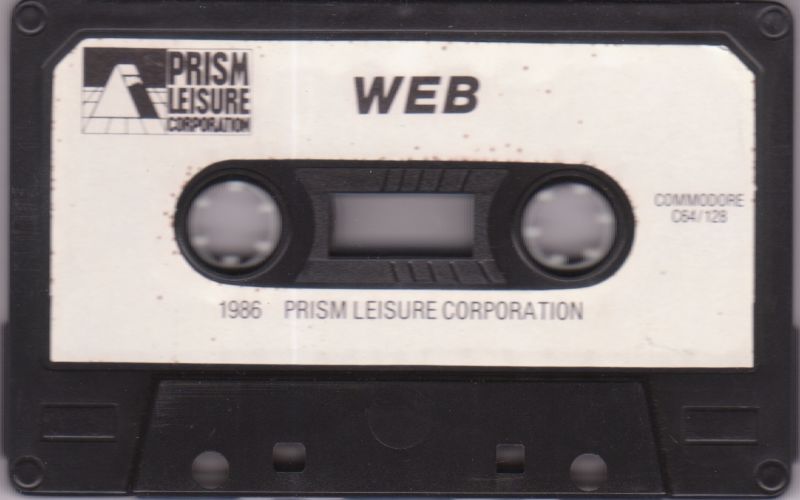 PRISM
LEISURE
CORPORATION
WEB
COMMODORE
C64/128
1986 PRISM LEISURE CORPORATION